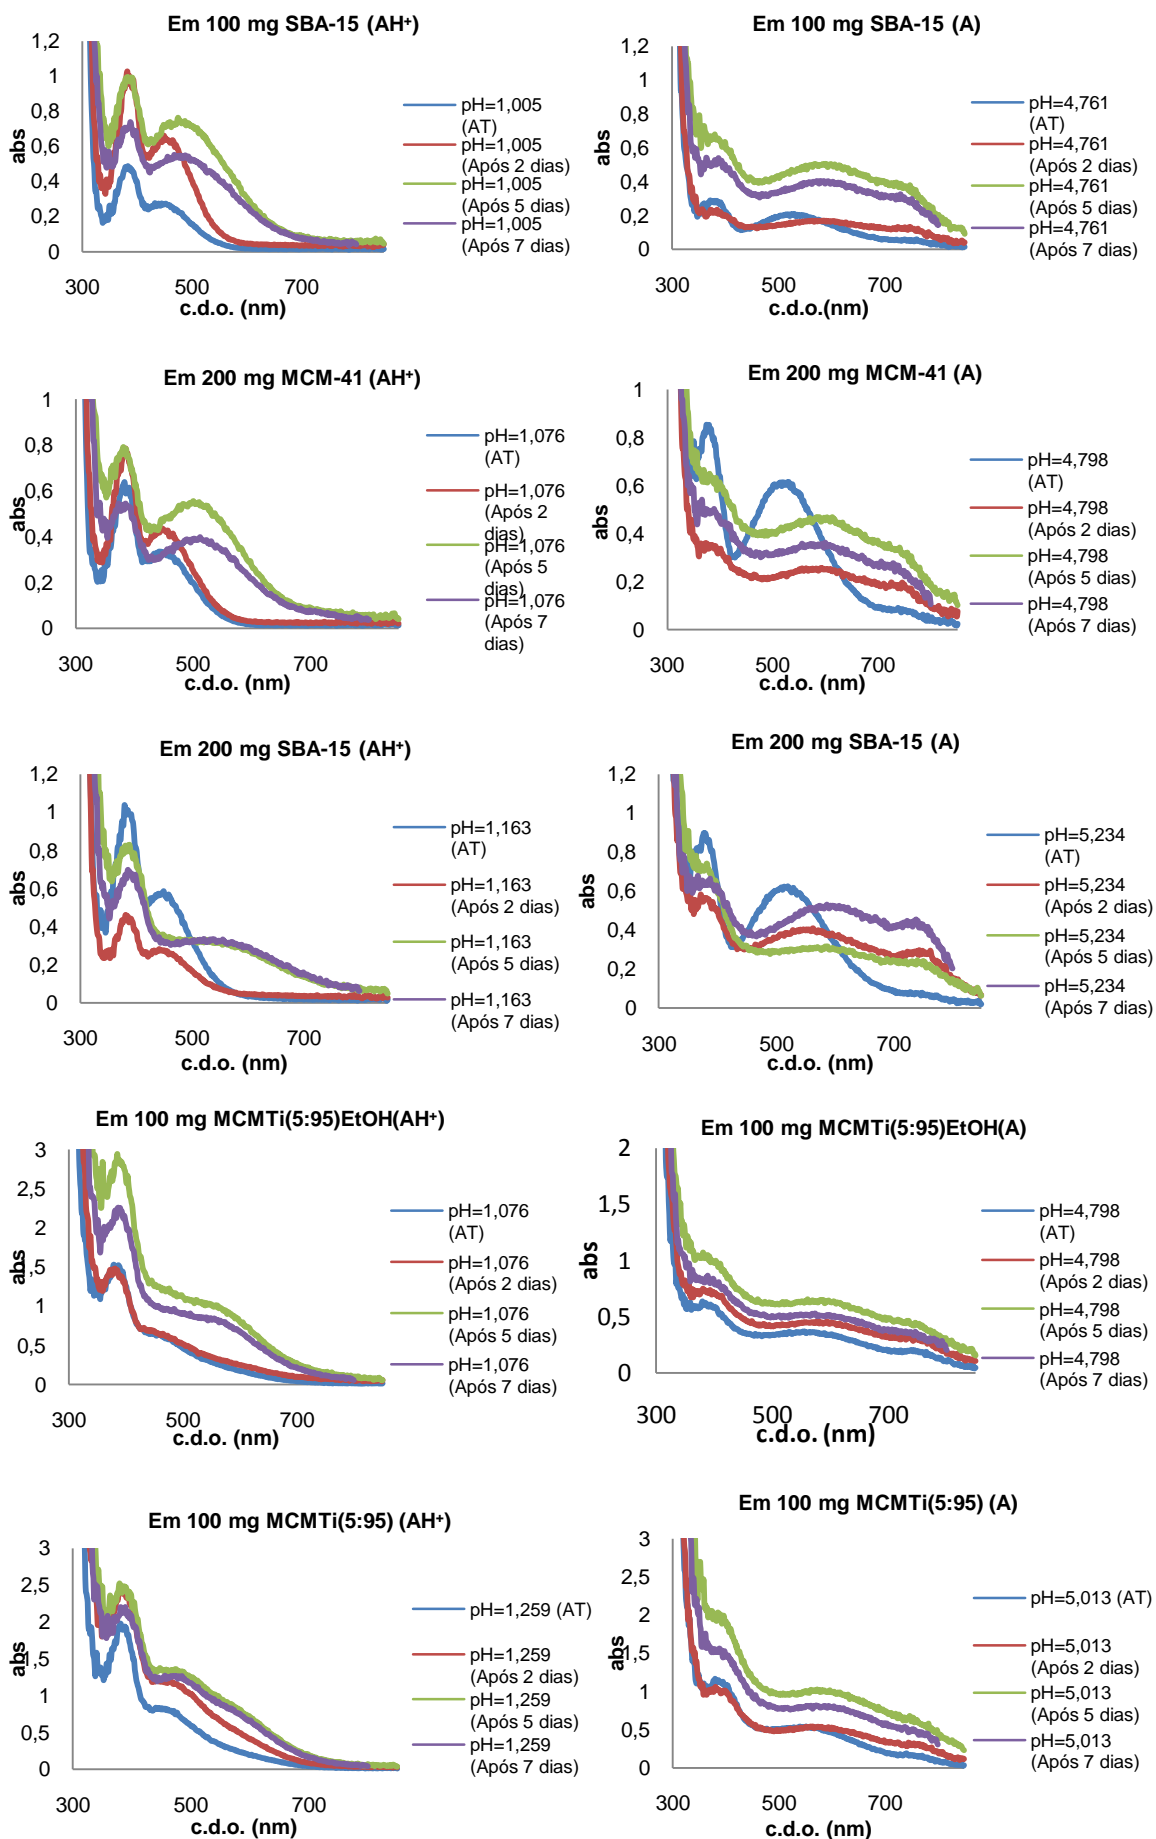 Em 100 mg SBA-15 (AH⁺)
1,2
1
0,8
0,6
0,4
0,2
0
abs
300 500 700
c.d.o. (nm)
pH=1,005
(AT)
pH=1,005
(Após 2 dias)
pH=1,005
(Após 5 dias)
pH=1,005
(Após 7 dias)
Em 100 mg SBA-15 (A)
1,2
1
0,8
0,6
0,4
0,2
0
abs
300 500 700
c.d.o.(nm)
pH=4,761
(AT)
pH=4,761
(Após 2 dias)
pH=4,761
(Após 5 dias)
pH=4,761
(Após 7 dias)
Em 200 mg MCM-41 (AH⁺)
1
0,8
0,6
0,4
0,2
0
abs
300 500 700
c.d.o. (nm)
pH=1,076
(AT)
pH=1,076
(Após 2
dias)
pH=1,076
(Após 5
dias)
pH=1,076
(Após 7
dias)
Em 200 mg MCM-41 (A)
1
0,8
0,6
0,4
0,2
0
abs
300 500 700
c.d.o. (nm)
pH=4,798
(AT)
pH=4,798
(Após 2 dias)
pH=4,798
(Após 5 dias)
pH=4,798
(Após 7 dias)
Em 200 mg SBA-15 (AH⁺)
1,2
1
0,8
0,6
0,4
0,2
0
abs
300 500 700
c.d.o. (nm)
pH=1,163
(AT)
pH=1,163
(Após 2 dias)
pH=1,163
(Após 5 dias)
pH=1,163
(Após 7 dias)
Em 200 mg SBA-15 (A)
1,2
1
0,8
0,6
0,4
0,2
0
abs
300 500 700
c.d.o. (nm)
pH=5,234
(AT)
pH=5,234
(Após 2 dias)
pH=5,234
(Após 5 dias)
pH=5,234
(Após 7 dias)
Em 100 mg MCMTi(5:95)EtOH(AH⁺)
3
2,5
2
1,5
1
0,5
0
abs
300 500 700
c.d.o. (nm)
pH=1,076
(AT)
pH=1,076
(Após 2 dias)
pH=1,076
(Após 5 dias)
pH=1,076
(Após 7 dias)
Em 100 mg MCMTi(5:95)EtOH(A)
2
1,5
1
0,5
0
abs
300 500 700
c.d.o. (nm)
pH=4,798
(AT)
pH=4,798
(Após 2 dias)
pH=4,798
(Após 5 dias)
pH=4,798
(Após 7 dias)
Em 100 mg MCMTi(5:95) (AH⁺)
3
2,5
2
1,5
1
0,5
0
abs
300 500 700
c.d.o. (nm)
pH=1,259 (AT)
pH=1,259
(Após 2 dias)
pH=1,259
(Após 5 dias)
pH=1,259
(Após 7 dias)
Em 100 mg MCMTi(5:95) (A)
3
2,5
2
1,5
1
0,5
0
abs
300 500 700
c.d.o. (nm)
pH=5,013 (AT)
pH=5,013
(Após 2 dias)
pH=5,013
(Após 5 dias)
pH=5,013
(Após 7 dias)